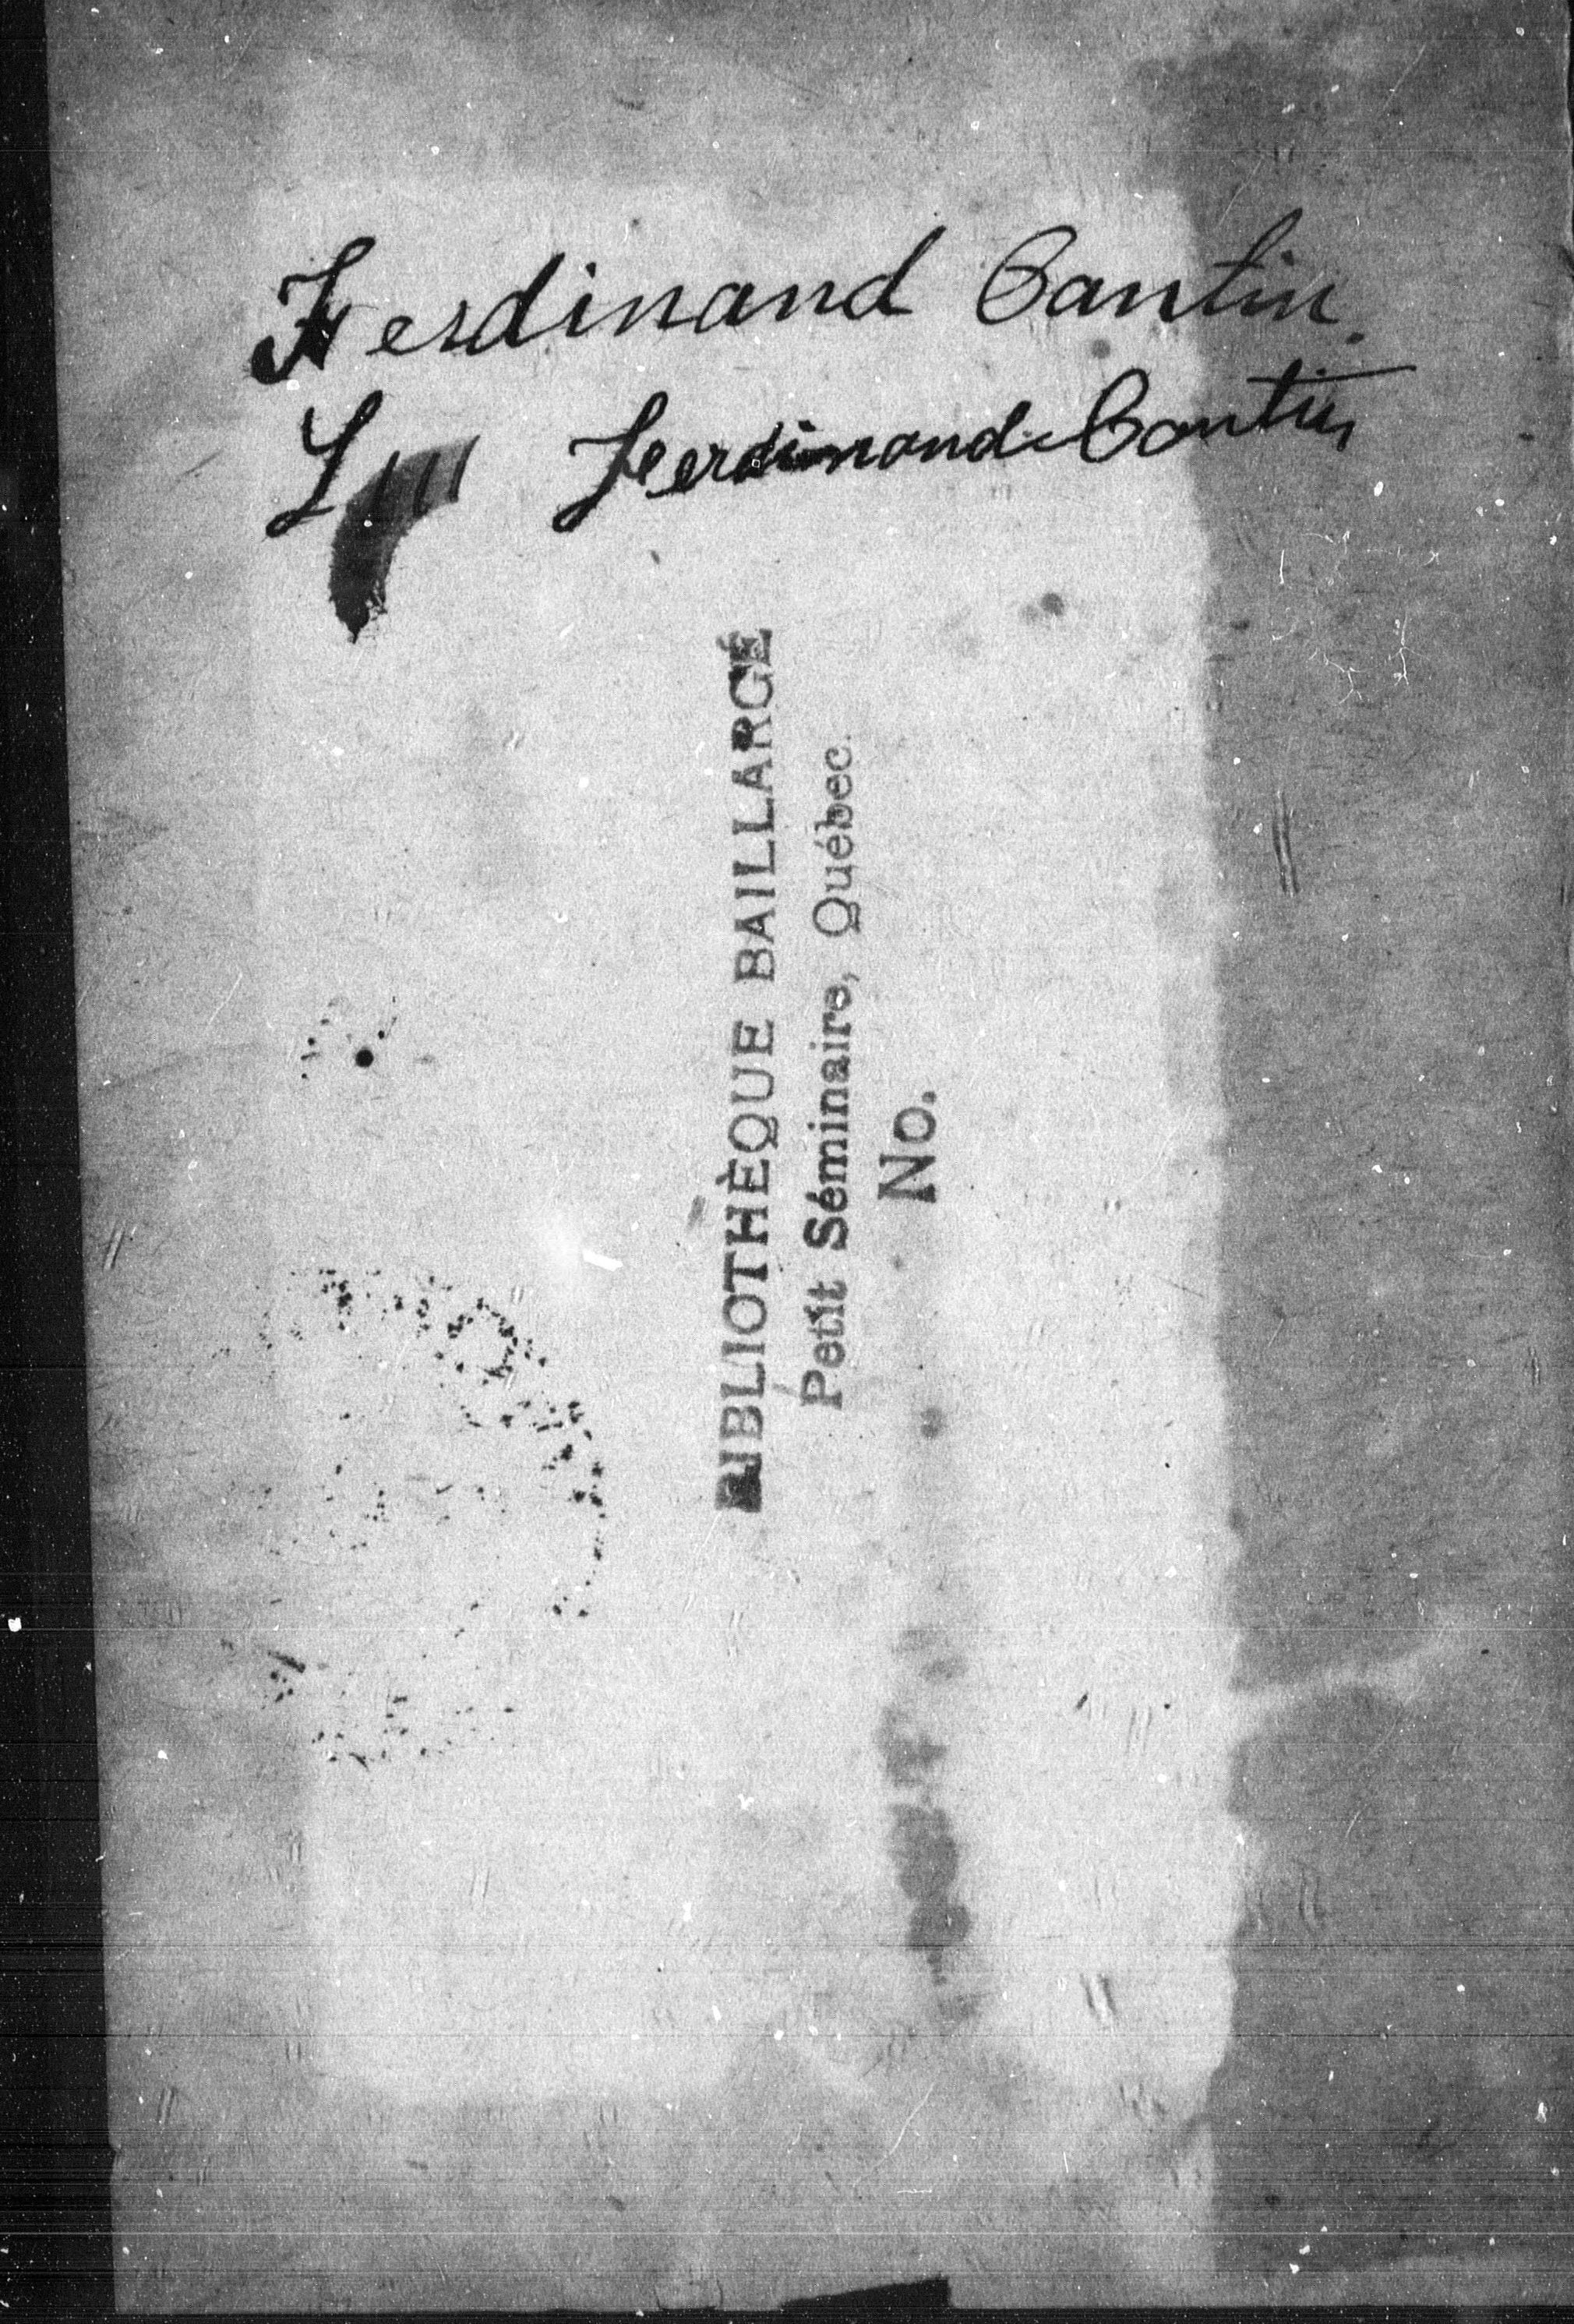 Ferdinand Cantin.
Ferdinand Cantin
BIBLIOTHÈQUE BAILLARGÉ
Petit Séminaire, Québec.
No.